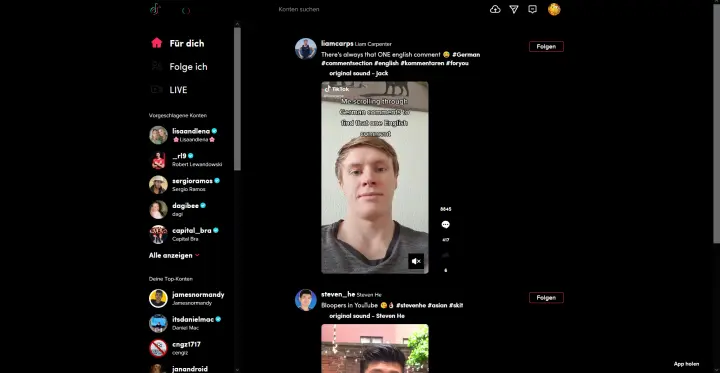 Konten suchen
Für dich
Folge ich
LIVE
Vorgeschlagene Konten
lisaandlena
🌸Lisaandlena🌸
_rl9
Robert Lewandowski
sergioramos
Sergio Ramos
dagibee
dagi
capital_bra
Capital Bra
Alle anzeigen
Deine Top-Konten
jamesnormandy
Jamesnormandy
itsdanielmac
Daniel Mac
cngz1717
cengiz
janandroid
liamcarps Liam Carpenter
Folgen
There's always that ONE english comment 😂 #German
#commentsection #english #kommentaren #foryou
original sound - Jack
TikTok
Me scrolling through
German comments to
find that one English
comment
8845
417
6
steven_he Steven He
Folgen
Bloopers in YouTube 😘👌🏻 #stevenhe #asian #skit
original sound - Steven He
App holen